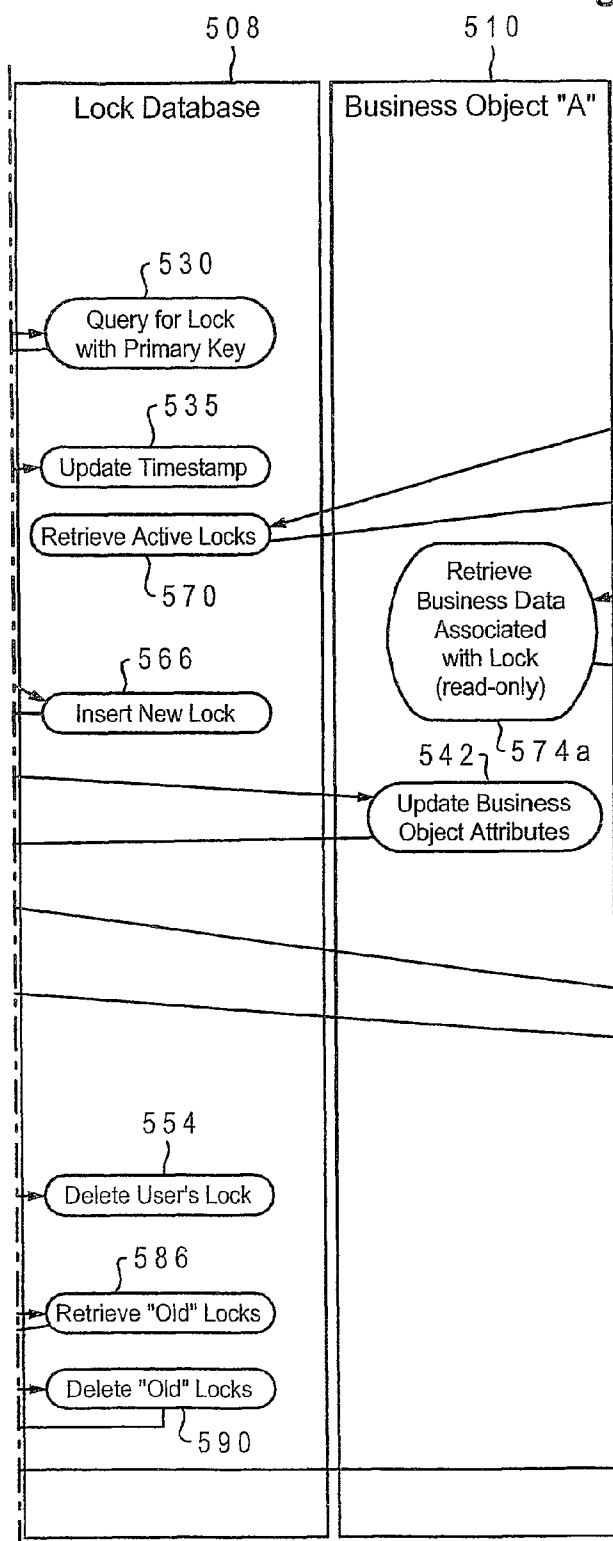 508
510
Lock Database
Business Object "A"
530
Query for Lock
with Primary Key
535
Update Timestamp
Retrieve Active Locks
570
Retrieve
Business Data
Associated
with Lock
(read-only)
574a
566
Insert New Lock
542
Update Business
Object Attributes
554
Delete User's Lock
586
Retrieve "Old" Locks
Delete "Old" Locks
590